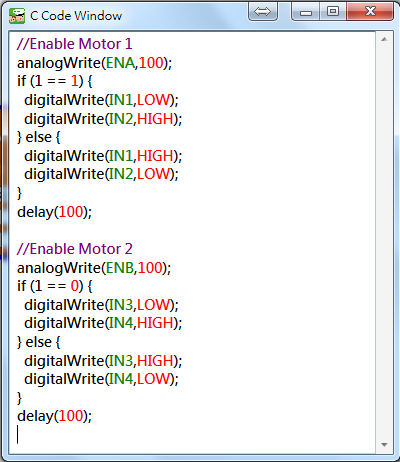 C Code Window
//Enable Motor 1
analogWrite(ENA,100);
if (1 == 1) {
  digitalWrite(IN1,LOW);
  digitalWrite(IN2,HIGH);
} else {
  digitalWrite(IN1,HIGH);
  digitalWrite(IN2,LOW);
}
delay(100);

//Enable Motor 2
analogWrite(ENB,100);
if (1 == 0) {
  digitalWrite(IN3,LOW);
  digitalWrite(IN4,HIGH);
} else {
  digitalWrite(IN3,HIGH);
  digitalWrite(IN4,LOW);
}
delay(100);